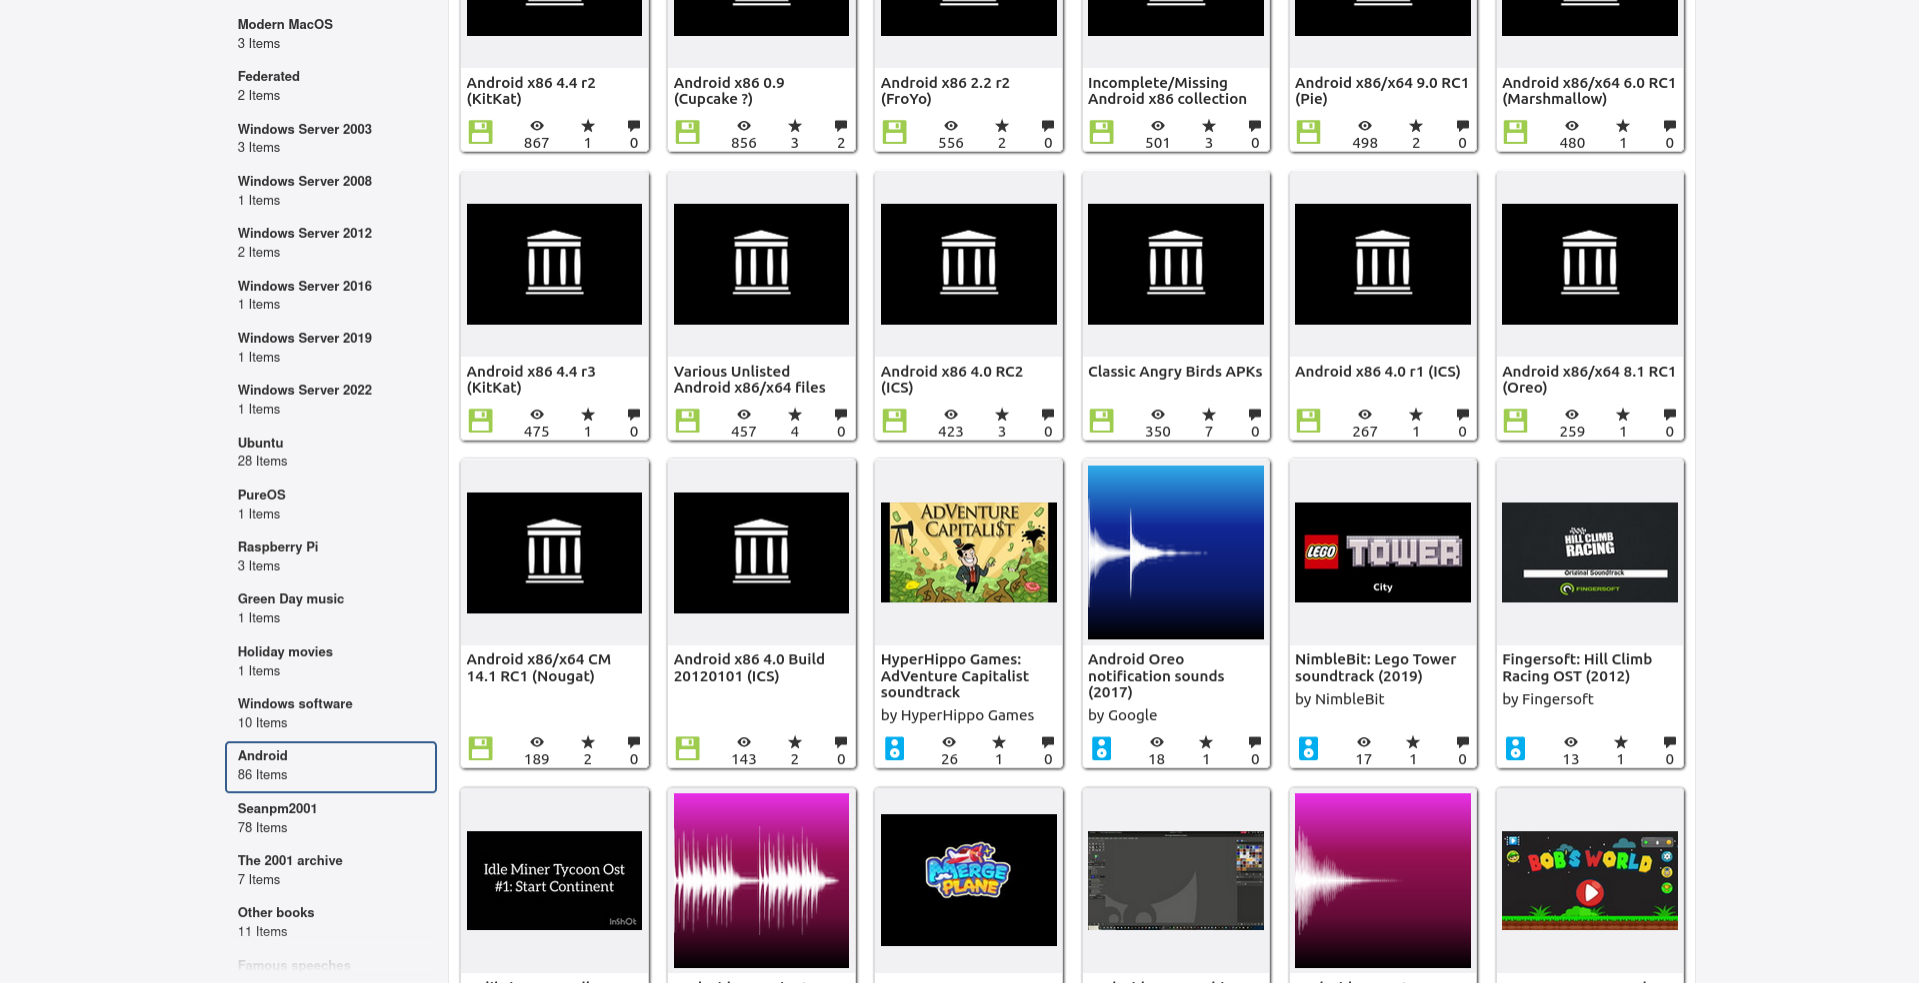 Modern MacOS
3 Items
Federated
2 Items
Windows Server 2003
3 Items
Windows Server 2008
1 Items
Windows Server 2012
2 Items
Windows Server 2016
1 Items
Windows Server 2019
1 Items
Windows Server 2022
1 Items
Ubuntu
28 Items
PureOS
1 Items
Raspberry Pi
3 Items
Green Day music
1 Items
Holiday movies
1 Items
Windows software
10 Items
Android
86 Items
Seanpm2001
78 Items
The 2001 archive
7 Items
Other books
11 Items
Famous speeches
Android x86 4.4 r2
(KitKat)
867 1 0
Android x86 0.9
(Cupcake ?)
856 3 2
Android x86 2.2 r2
(FroYo)
556 2 0
Incomplete/Missing
Android x86 collection
501 3 0
Android x86/x64 9.0 RC1
(Pie)
498 2 0
Android x86/x64 6.0 RC1
(Marshmallow)
480 1 0
Android x86 4.4 r3
(KitKat)
475 1 0
Various Unlisted
Android x86/x64 files
457 4 0
Android x86 4.0 RC2
(ICS)
423 3 0
Classic Angry Birds APKs
350 7 0
Android x86 4.0 r1 (ICS)
267 1 0
Android x86/x64 8.1 RC1
(Oreo)
259 1 0
Android x86/x64 CM
14.1 RC1 (Nougat)
189 2 0
Android x86 4.0 Build
20120101 (ICS)
143 2 0
ADVENTURE
CAPITALI$T
HyperHippo Games:
AdVenture Capitalist
soundtrack
by HyperHippo Games
26 1 0
Android Oreo
notification sounds
(2017)
by Google
18 1 0
LEGO TOWER
City
NimbleBit: Lego Tower
soundtrack (2019)
by NimbleBit
17 1 0
HILL CLIMB
RACING
Original Soundtrack
FINGERSOFT
Fingersoft: Hill Climb
Racing OST (2012)
by Fingersoft
13 1 0
Idle Miner Tycoon Ost
#1: Start Continent
InShOt
MERGE
PLANE
BOB'S WORLD